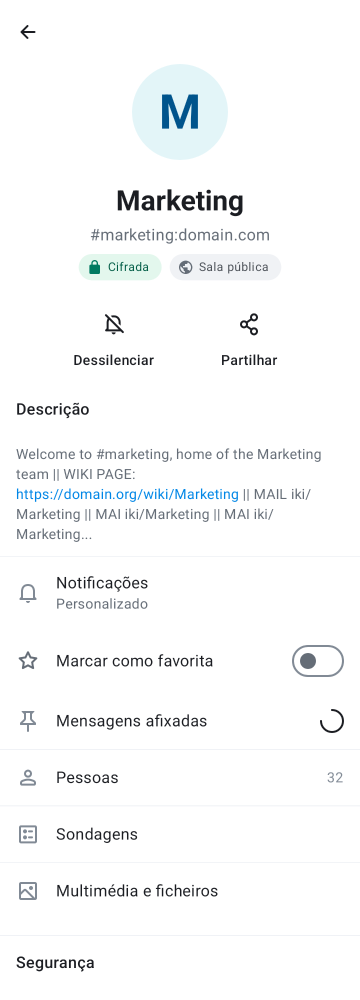 M
Marketing
#marketing:domain.com
Cifrada
Sala pública
Dessilenciar
Partilhar
Descrição
Welcome to #marketing, home of the Marketing
team || WIKI PAGE:
https://domain.org/wiki/Marketing || MAIL iki/
Marketing || MAI iki/Marketing || MAI iki/
Marketing...
Notificações
Personalizado
Marcar como favorita
Mensagens afixadas
Pessoas 32
Sondagens
Multimédia e ficheiros
Segurança